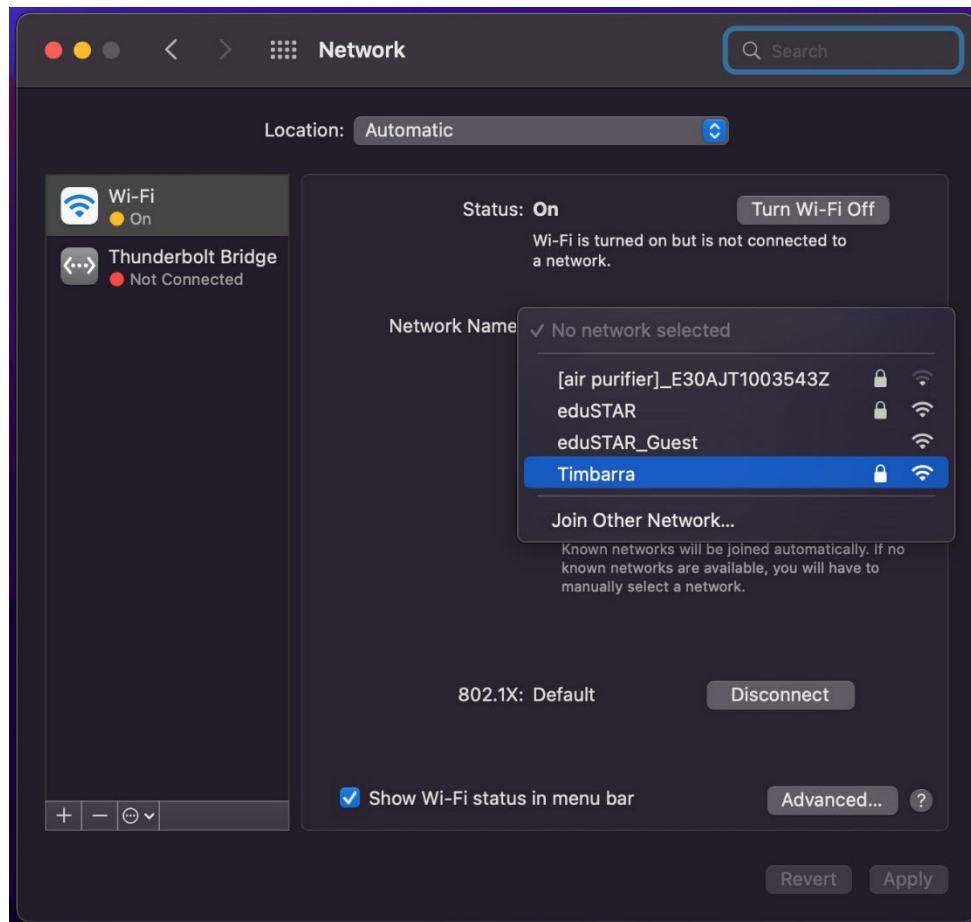 Network
Search
Location: Automatic
Wi-Fi
On
Thunderbolt Bridge
Not Connected
Status: On
Turn Wi-Fi Off
Wi-Fi is turned on but is not connected to
a network.
Network Name
No network selected
[air purifier]_E30AJT1003543Z
eduSTAR
eduSTAR_Guest
Timbarra
Join Other Network...
Known networks will be joined automatically. If no
known networks are available, you will have to
manually select a network.
802.1X: Default
Disconnect
Show Wi-Fi status in menu bar
Advanced...
?
Revert
Apply